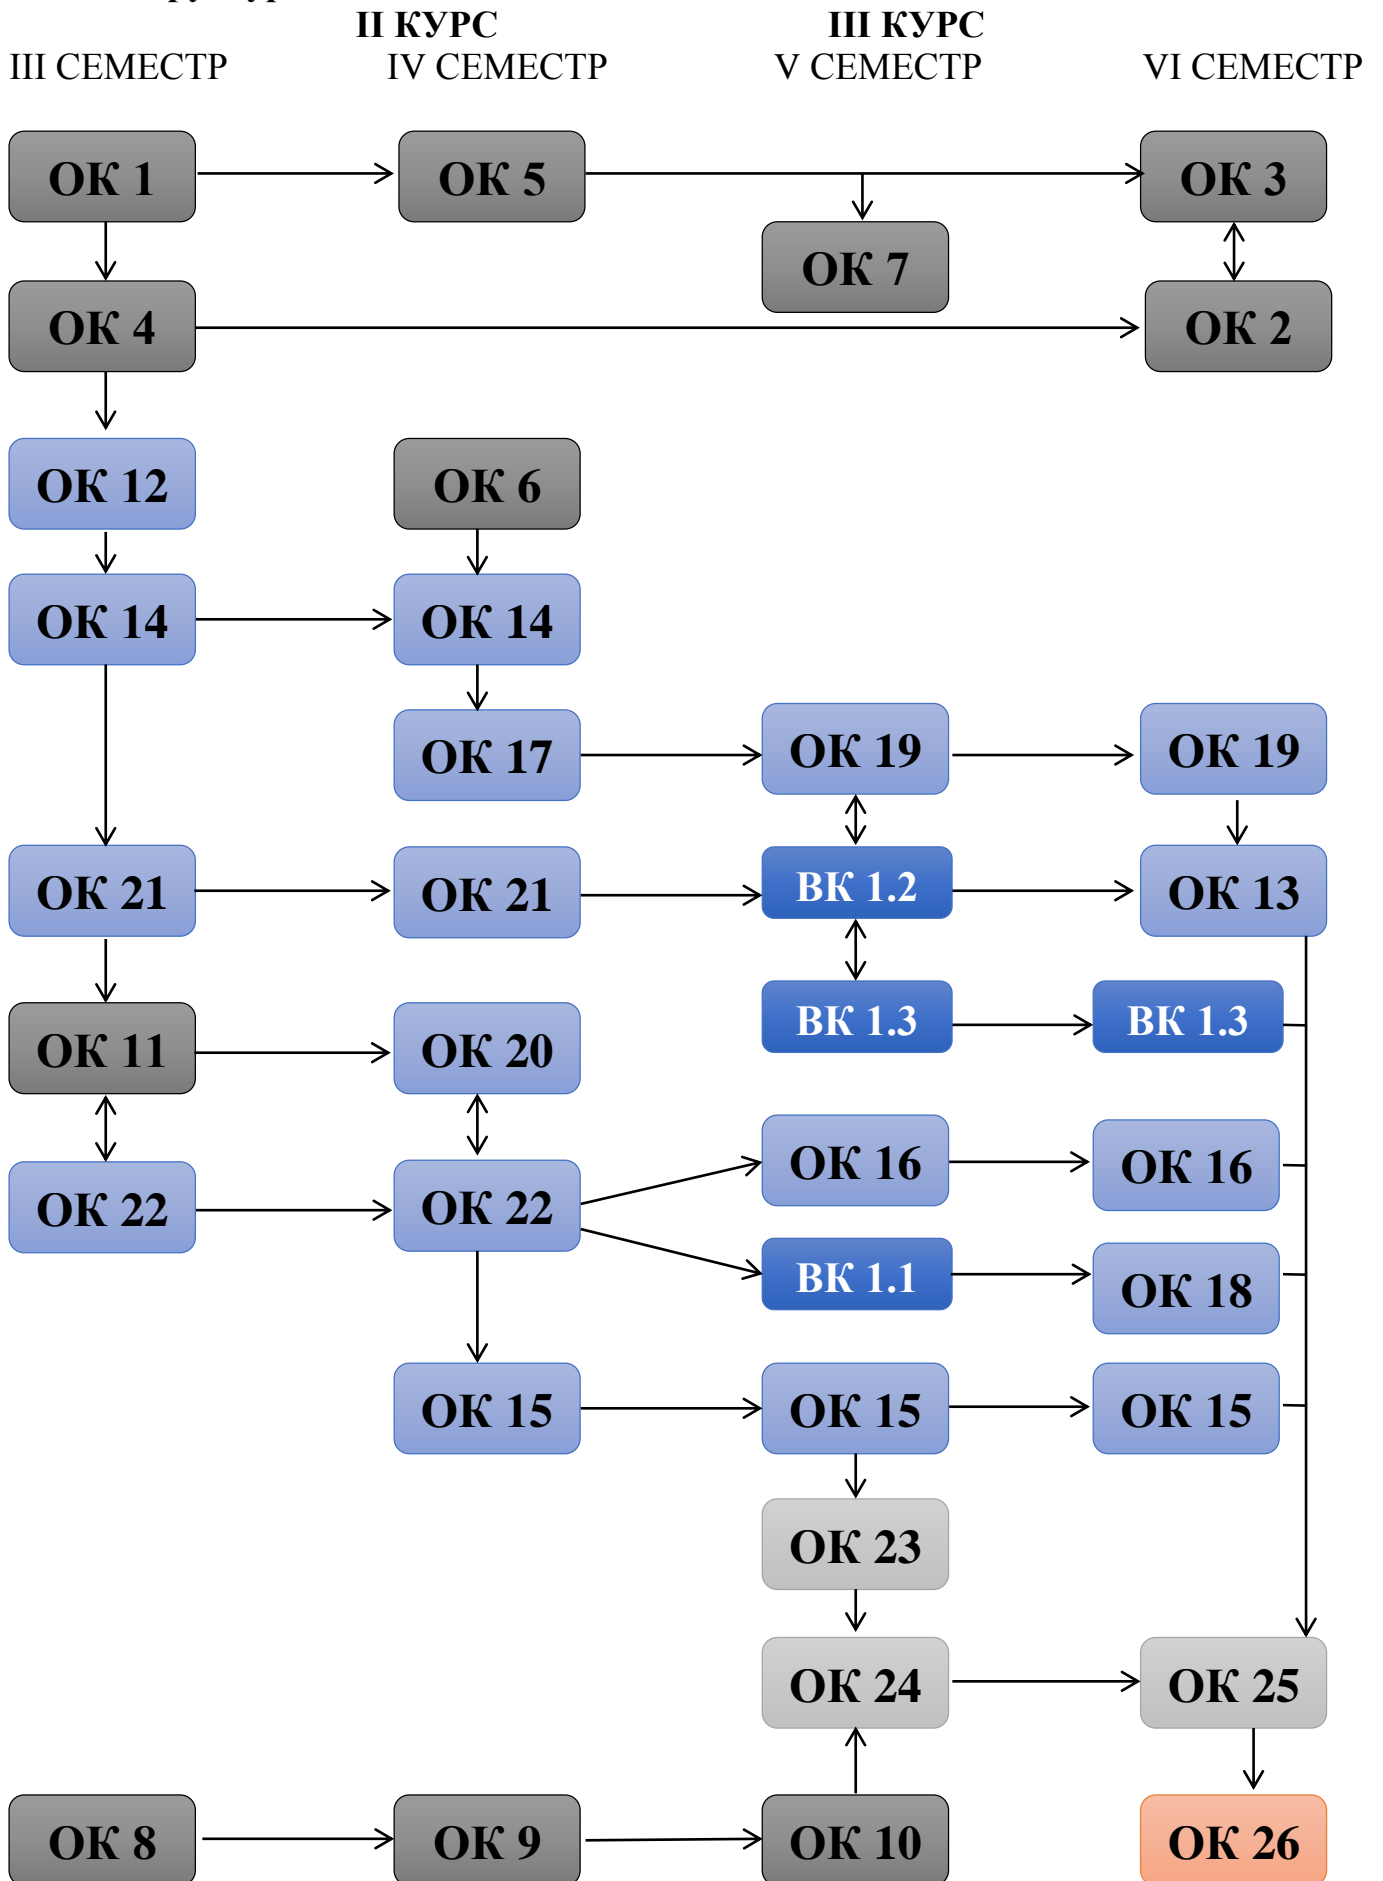 II КУРС III КУРС
III СЕМЕСТР IV СЕМЕСТР V СЕМЕСТР VI СЕМЕСТР
ОК 1 ОК 5 ОК 3
ОК 7
ОК 4 ОК 2
ОК 12 ОК 6
ОК 14 ОК 14
ОК 17 ОК 19 ОК 19
ОК 21 ОК 21 ВК 1.2 ОК 13
ОК 11 ОК 20 ВК 1.3 ВК 1.3
ОК 22 ОК 22 ОК 16 ОК 16
ВК 1.1 ОК 18
ОК 15 ОК 15 ОК 15
ОК 23
ОК 24 ОК 25
ОК 8 ОК 9 ОК 10 ОК 26